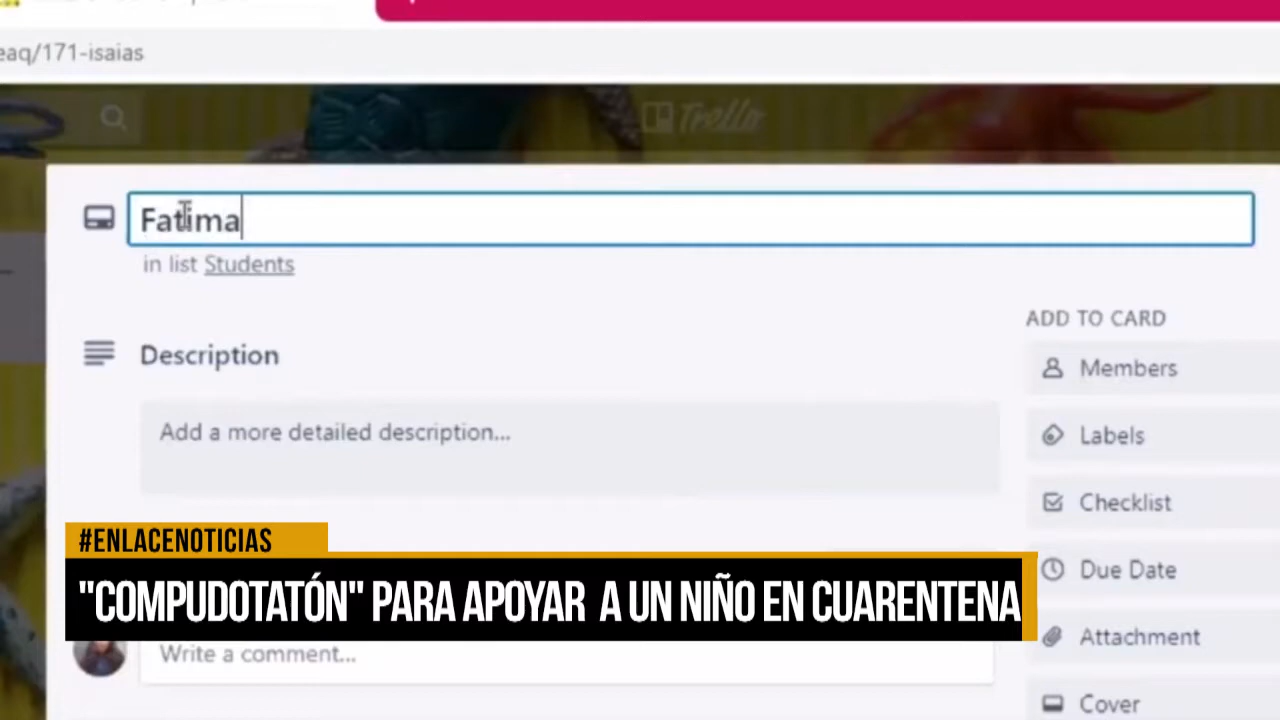 eaq/171-isaias
Trello
Fatima
in list Students
ADD TO CARD
Description
Members
Add a more detailed description...
Labels
Checklist
#ENLACENOTICIAS
Due Date
"COMPUDOTATÓN" PARA APOYAR A UN NIÑO EN CUARENTENA
Attachment
Write a comment...
Cover